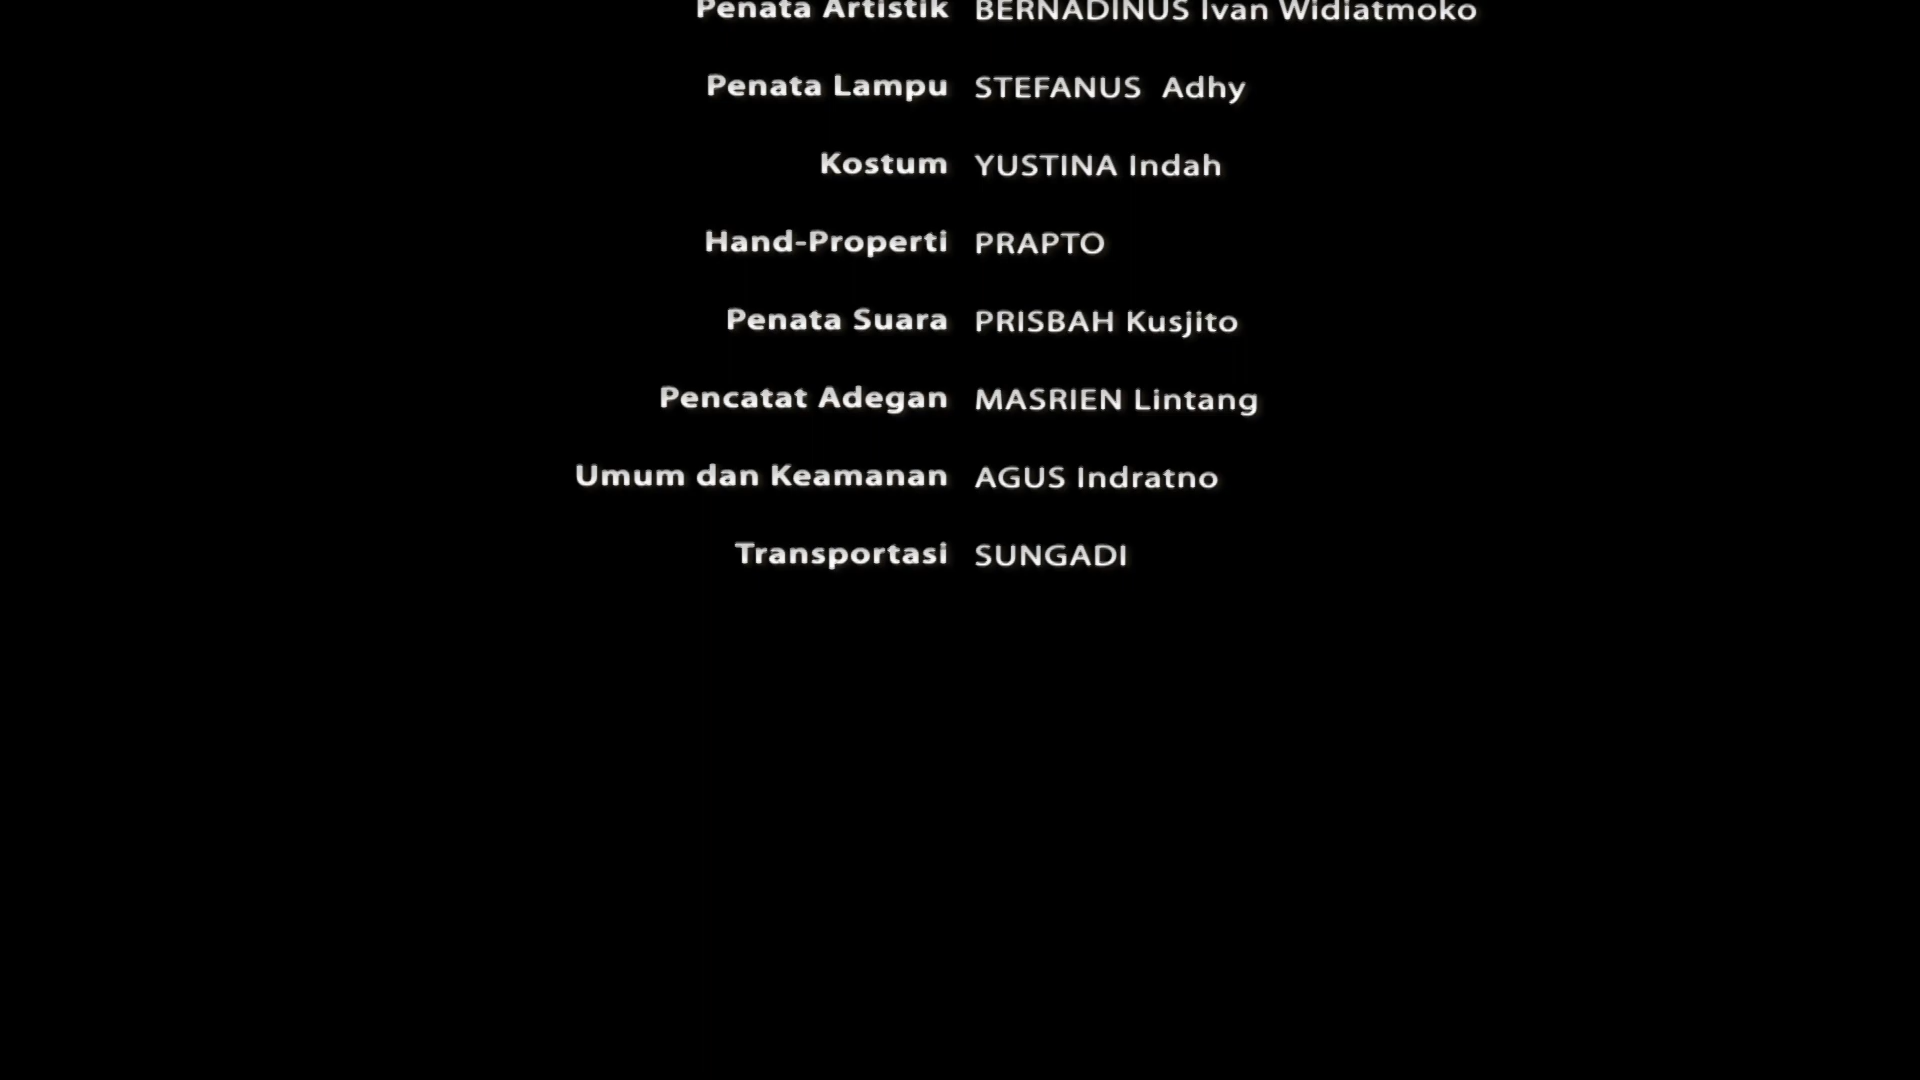 Penata Artistik BERNADINUS Ivan Widiatmoko
Penata Lampu STEFANUS Adhy
Kostum YUSTINA Indah
Hand-Properti PRAPTO
Penata Suara PRISBAH Kusjito
Pencatat Adegan MASRIEN Lintang
Umum dan Keamanan AGUS Indratno
Transportasi SUNGADI